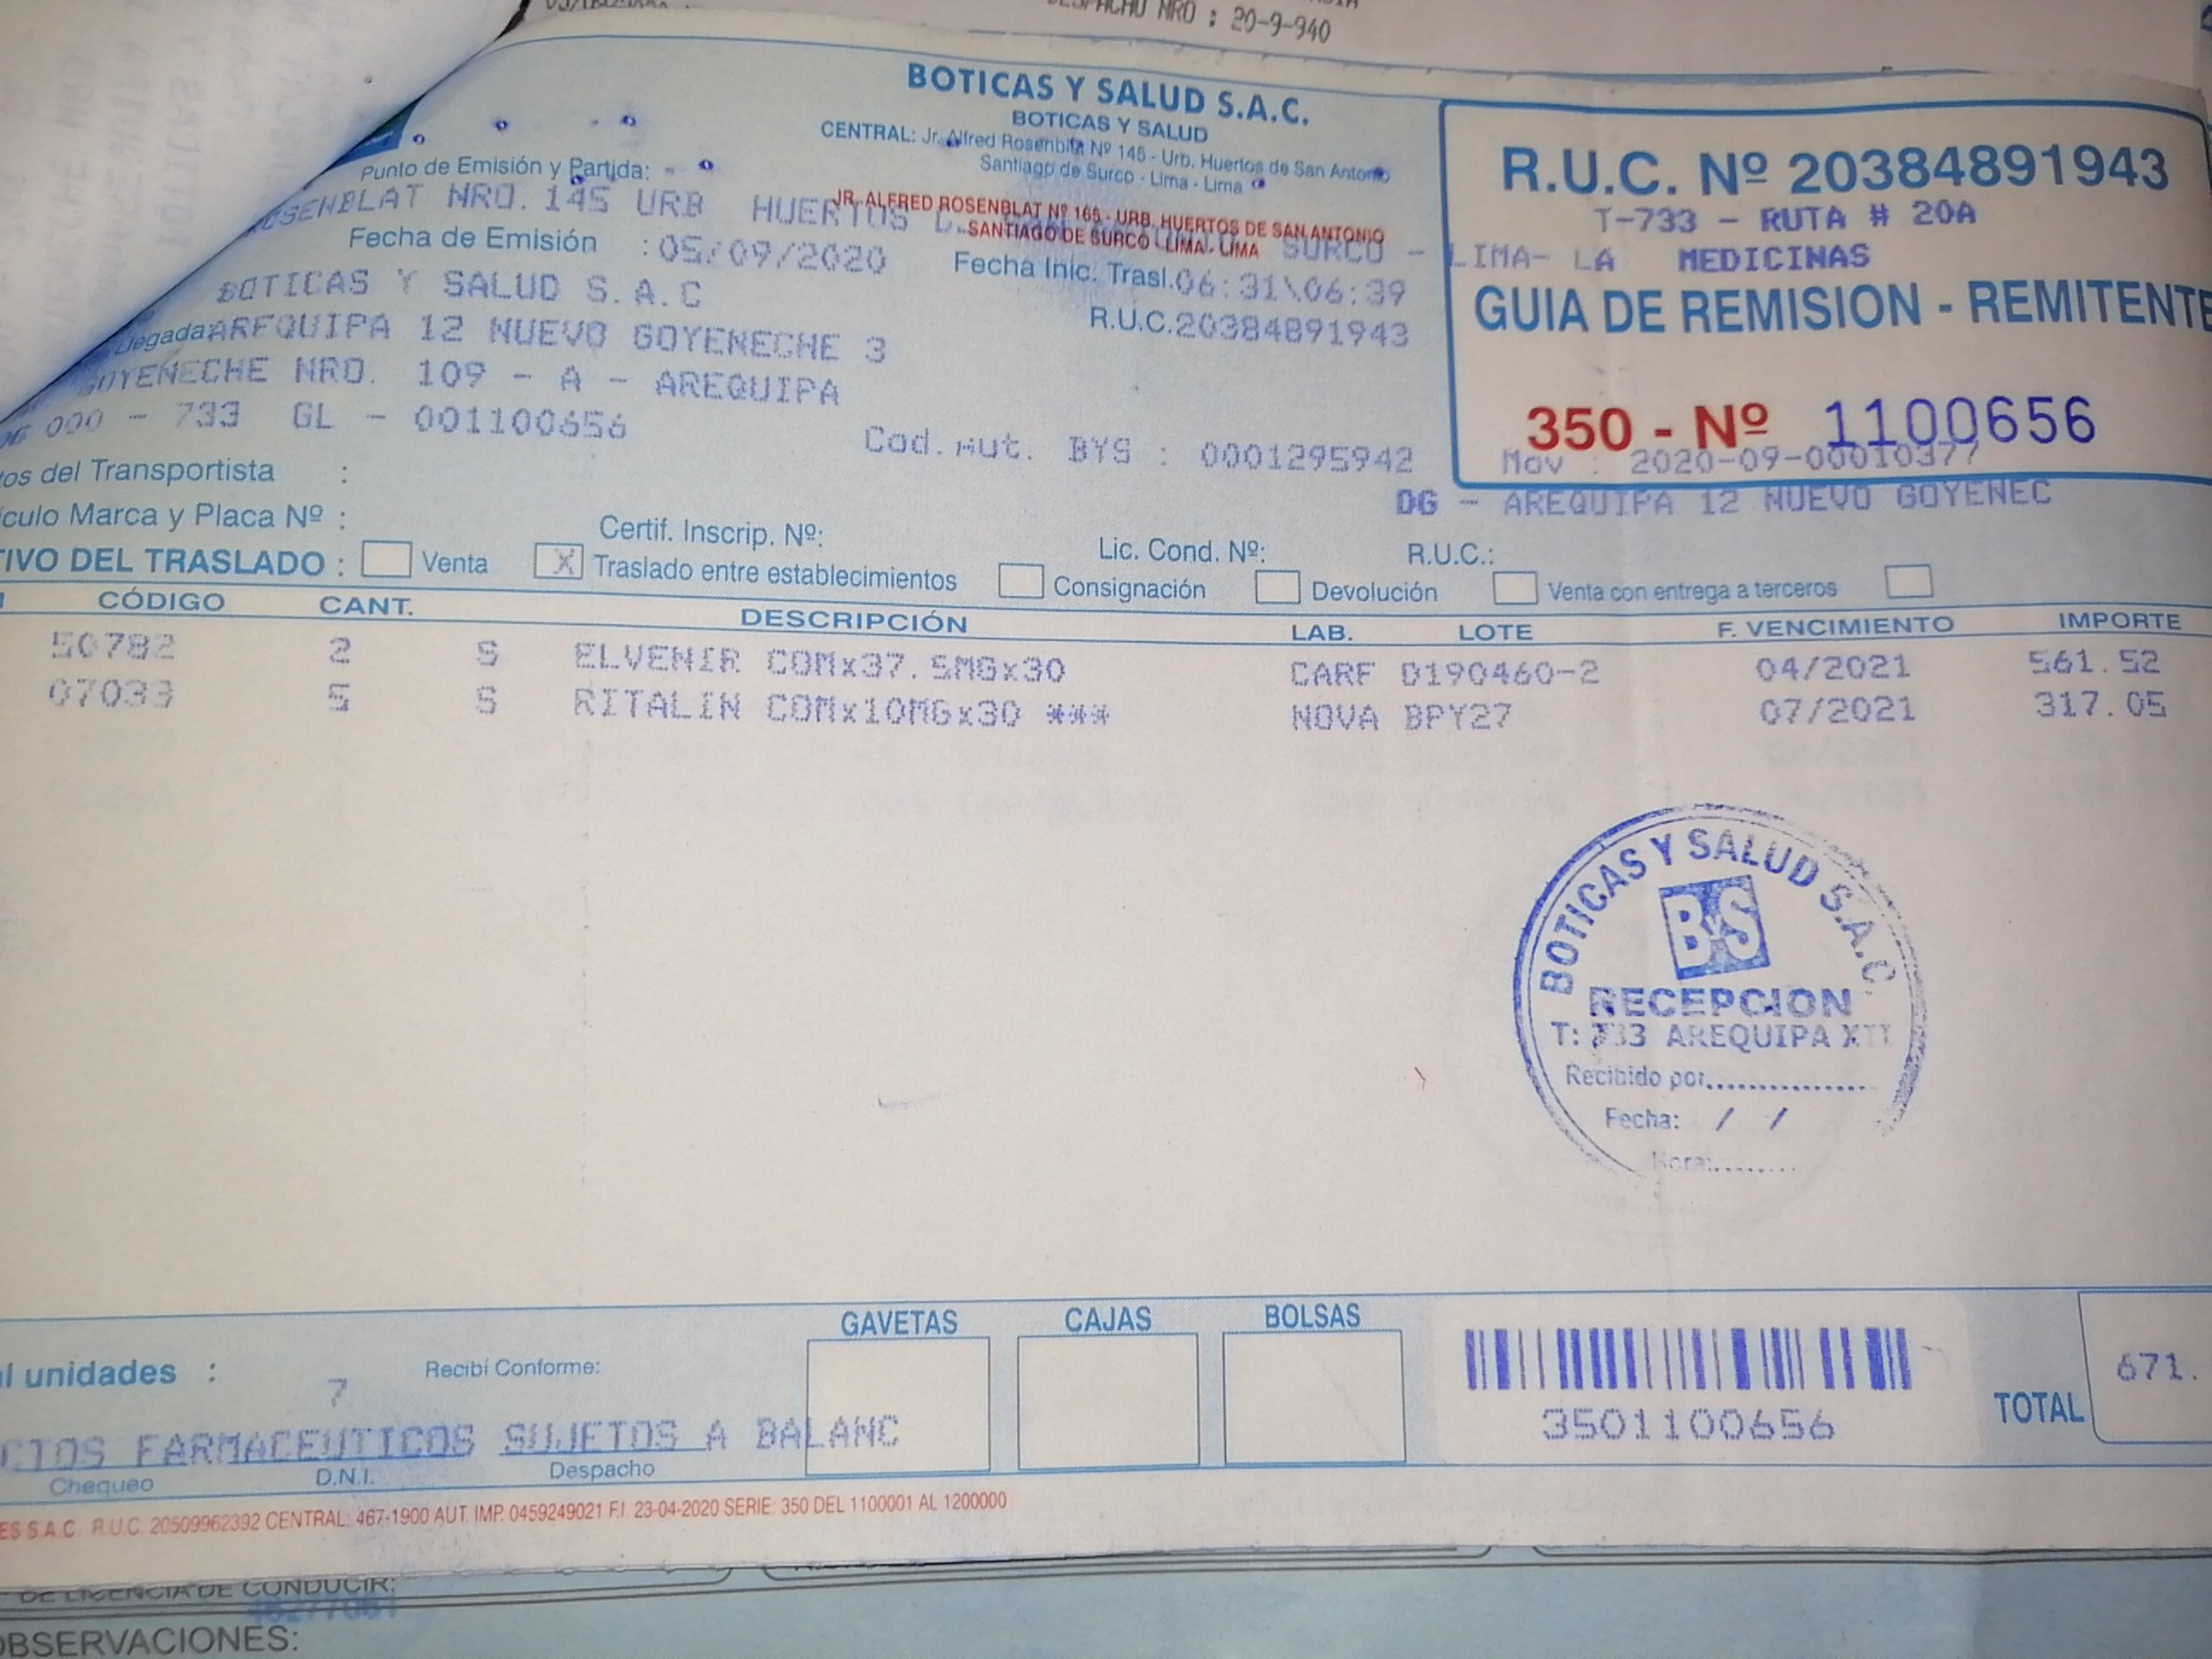 DESPACHO NRO : 20-9-940
BOTICAS Y SALUD S.A.C.
BOTICAS Y SALUD
CENTRAL: Jr. Alfred Rosenblat Nº 145 - Urb. Huertos de San Antonio
Santiago de Surco - Lima - Lima
JR. ALFRED ROSENBLAT Nº 165 - URB. HUERTOS DE SAN ANTONIO
SANTIAGO DE SURCO - LIMA - LIMA
Punto de Emisión y Partida:
ROSENBLAT NRO. 145 URB HUERTOS SURCO - LIMA- LA
Fecha de Emisión : 05/09/2020
Fecha Inic. Trasl. 06:31\06:39
BOTICAS Y SALUD S.A.C
R.U.C. 20384891943
Llegada: AREQUIPA 12 NUEVO GOYENECHE 3
GOYENECHE NRO. 109 - A - AREQUIPA
000 - 733 GL - 001100656
Cod. Aut. BYS : 0001295942
R.U.C. Nº 20384891943
T-733 - RUTA # 20A
MEDICINAS
GUIA DE REMISION - REMITENTE
350 - Nº 1100656
Mov : 2020-09-00010377
DG - AREQUIPA 12 NUEVO GOYENEC
os del Transportista :
culo Marca y Placa Nº :
Certif. Inscrip. Nº:
Lic. Cond. Nº:
R.U.C.:
TIVO DEL TRASLADO : Venta X Traslado entre establecimientos Consignación Devolución Venta con entrega a terceros
CÓDIGO CANT. DESCRIPCIÓN LAB. LOTE F. VENCIMIENTO IMPORTE
50782 2 S ELVENIR COMx37.5MGx30 CARF D190460-2 04/2021 561.52
07033 5 S RITALIN COMx10MGx30 *** NOVA BPY27 07/2021 317.05
BOTICAS Y SALUD S.A.C
ByS
RECEPCION
T: 733 AREQUIPA XII
Recibido por...............
Fecha: / /
Hora:........
GAVETAS CAJAS BOLSAS
l unidades : 7
Recibí Conforme:
CTOS FARMACEUTICOS SUJETOS A BALANC
Chequeo D.N.I. Despacho
3501100656
TOTAL 671.
ES S.A.C R.U.C. 20509962392 CENTRAL: 467-1900 AUT. IMP. 0459249021 F.I. 23-04-2020 SERIE: 350 DEL 1100001 AL 1200000
DE LICENCIA DE CONDUCIR:
OBSERVACIONES: